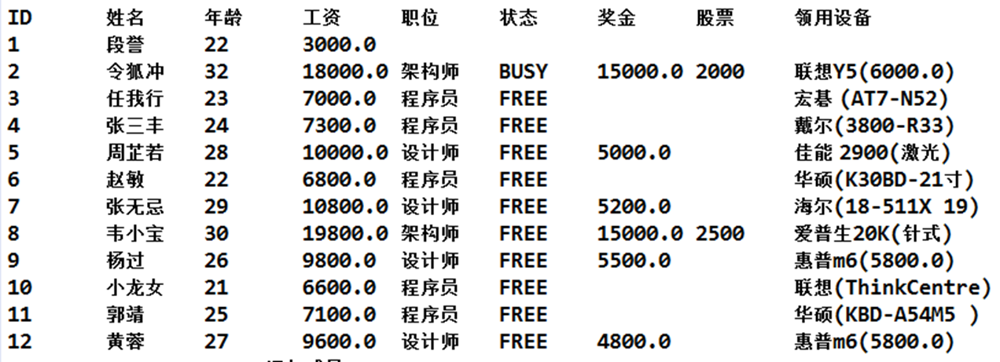 ID 姓名 年龄 工资 职位 状态 奖金 股票 领用设备
1 段誉 22 3000.0
2 令狐冲 32 18000.0 架构师 BUSY 15000.0 2000 联想Y5(6000.0)
3 任我行 23 7000.0 程序员 FREE 宏碁 (AT7-N52)
4 张三丰 24 7300.0 程序员 FREE 戴尔(3800-R33)
5 周芷若 28 10000.0 设计师 FREE 5000.0 佳能 2900(激光)
6 赵敏 22 6800.0 程序员 FREE 华硕(K30BD-21寸)
7 张无忌 29 10800.0 设计师 FREE 5200.0 海尔(18-511X 19)
8 韦小宝 30 19800.0 架构师 FREE 15000.0 2500 爱普生20K(针式)
9 杨过 26 9800.0 设计师 FREE 5500.0 惠普m6(5800.0)
10 小龙女 21 6600.0 程序员 FREE 联想(ThinkCentre)
11 郭靖 25 7100.0 程序员 FREE 华硕(KBD-A54M5 )
12 黄蓉 27 9600.0 设计师 FREE 4800.0 惠普m6(5800.0)